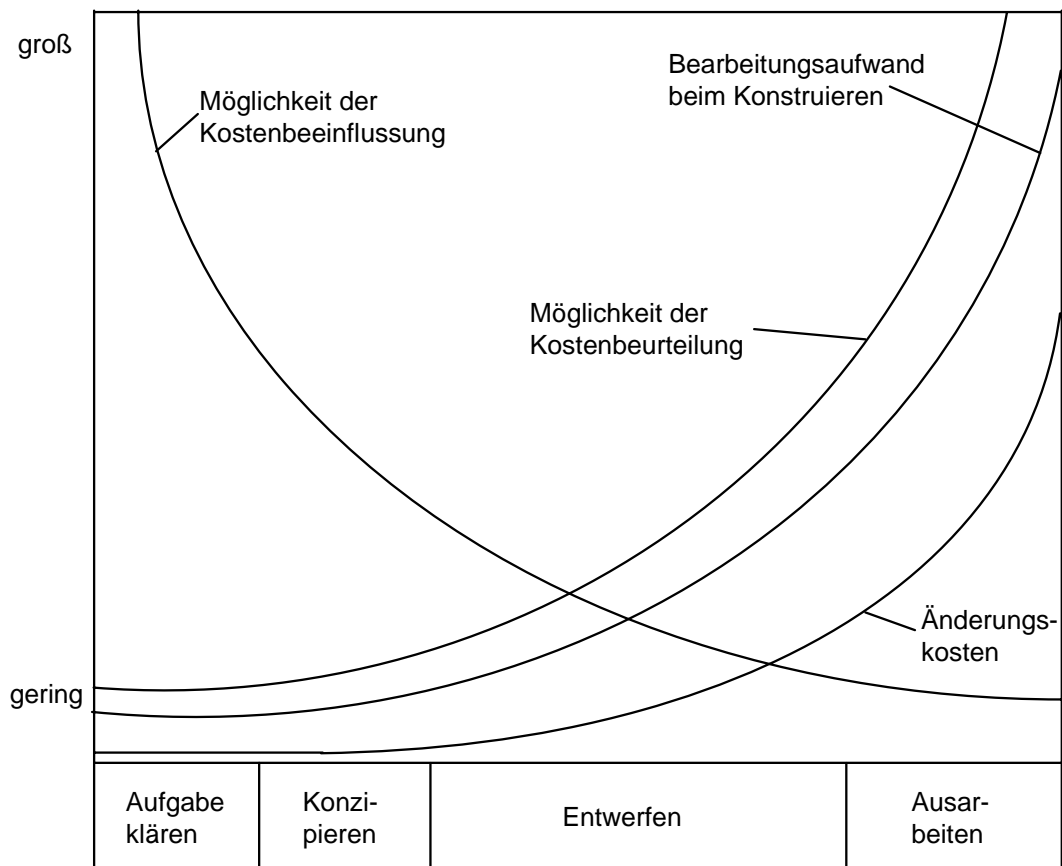 groß
Möglichkeit der
Kostenbeeinflussung
Bearbeitungsaufwand
beim Konstruieren
Möglichkeit der
Kostenbeurteilung
Änderungs-
kosten
gering
Aufgabe
klären
Konzi-
pieren
Entwerfen
Ausar-
beiten